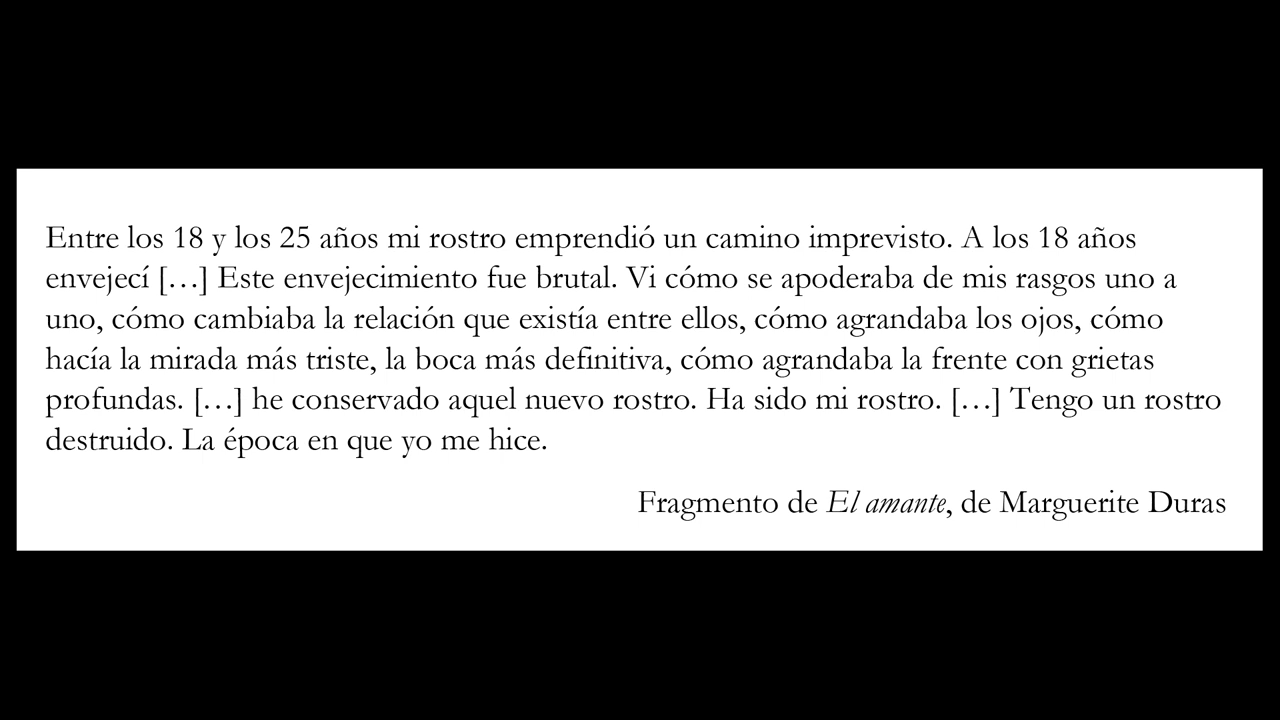 Entre los 18 y los 25 años mi rostro emprendió un camino imprevisto. A los 18 años
envejecí […] Este envejecimiento fue brutal. Vi cómo se apoderaba de mis rasgos uno a
uno, cómo cambiaba la relación que existía entre ellos, cómo agrandaba los ojos, cómo
hacía la mirada más triste, la boca más definitiva, cómo agrandaba la frente con grietas
profundas. […] he conservado aquel nuevo rostro. Ha sido mi rostro. […] Tengo un rostro
destruido. La época en que yo me hice.
Fragmento de El amante, de Marguerite Duras